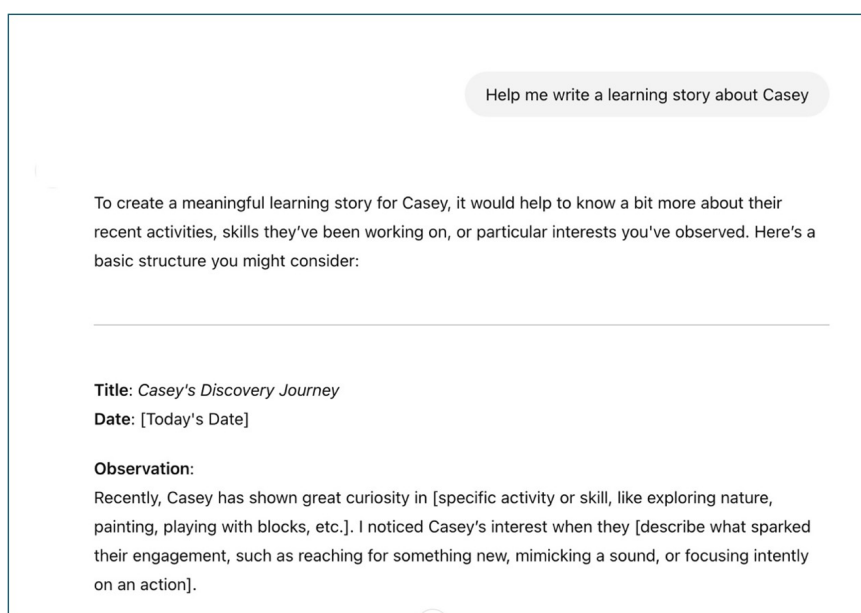 Help me write a learning story about Casey
To create a meaningful learning story for Casey, it would help to know a bit more about their
recent activities, skills they’ve been working on, or particular interests you've observed. Here’s a
basic structure you might consider:
Title: Casey's Discovery Journey
Date: [Today's Date]
Observation:
Recently, Casey has shown great curiosity in [specific activity or skill, like exploring nature,
painting, playing with blocks, etc.]. I noticed Casey’s interest when they [describe what sparked
their engagement, such as reaching for something new, mimicking a sound, or focusing intently
on an action].